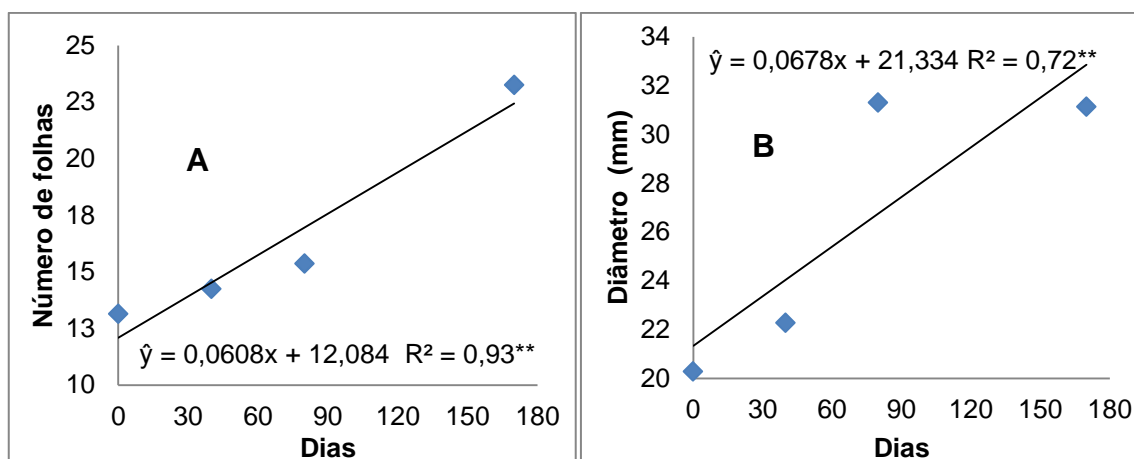 Número de folhas
25
23
20
18
15
13
10
A
ŷ = 0,0608x + 12,084 R² = 0,93**
0 30 60 90 120 150 180
Dias
Diâmetro (mm)
34
32
30
28
26
24
22
20
ŷ = 0,0678x + 21,334 R² = 0,72**
B
0 30 60 90 120 150 180
Dias